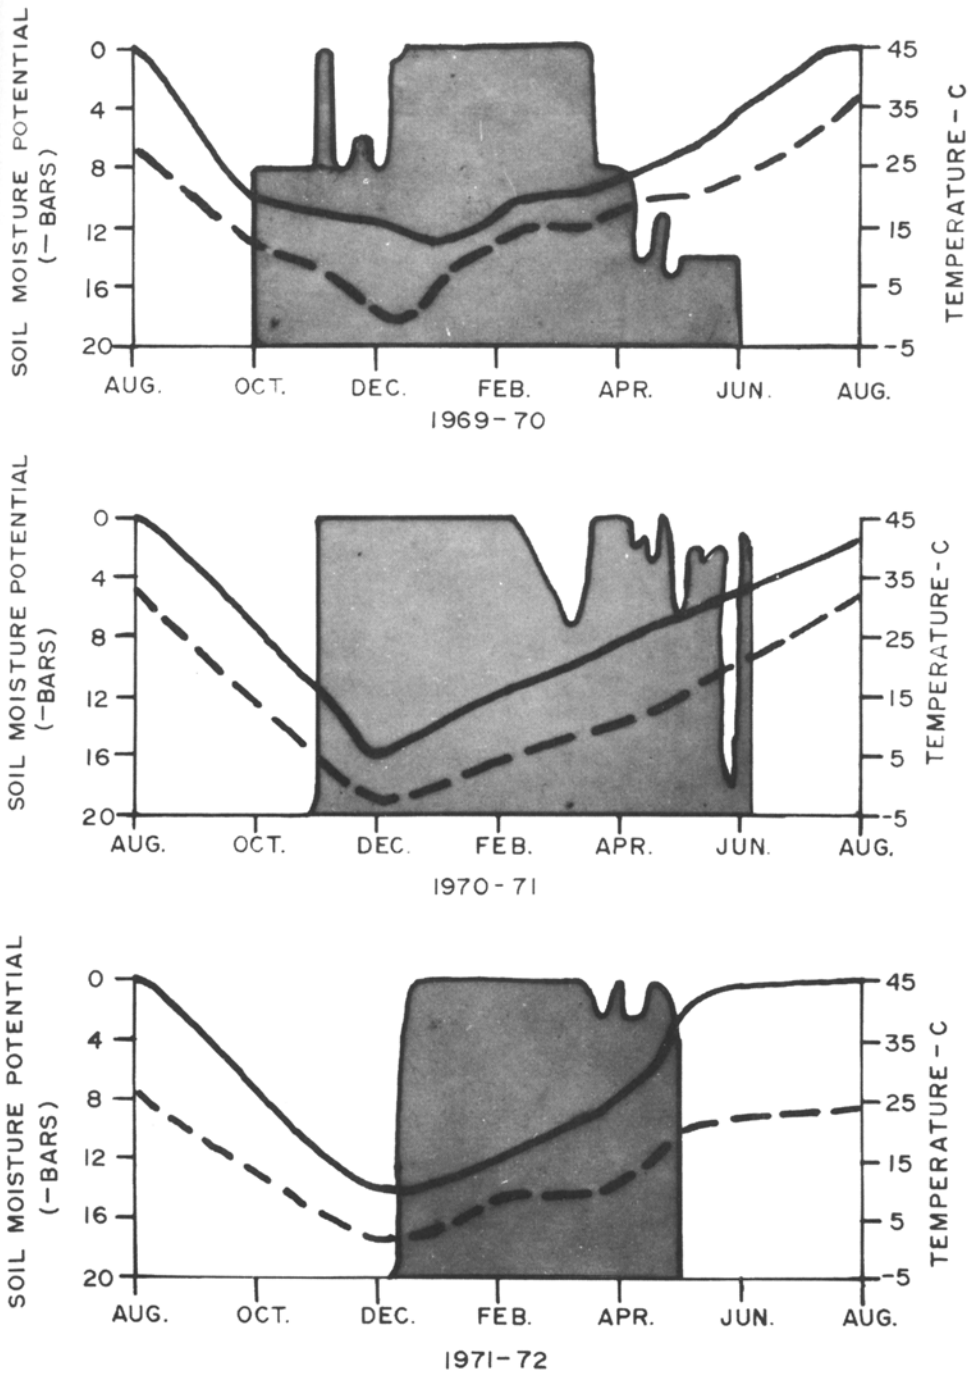 SOIL MOISTURE POTENTIAL
(—BARS)
0
4
8
12
16
20
45
35
25
15
5
-5
TEMPERATURE-C
AUG.
OCT.
DEC.
FEB.
APR.
JUN.
AUG.
1969-70
SOIL MOISTURE POTENTIAL
(—BARS)
0
4
8
12
16
20
45
35
25
15
5
-5
TEMPERATURE-C
AUG.
OCT.
DEC.
FEB.
APR.
JUN.
AUG.
1970-71
SOIL MOISTURE POTENTIAL
(—BARS)
0
4
8
12
16
20
45
35
25
15
5
-5
TEMPERATURE-C
AUG.
OCT.
DEC.
FEB.
APR.
JUN.
AUG.
1971-72